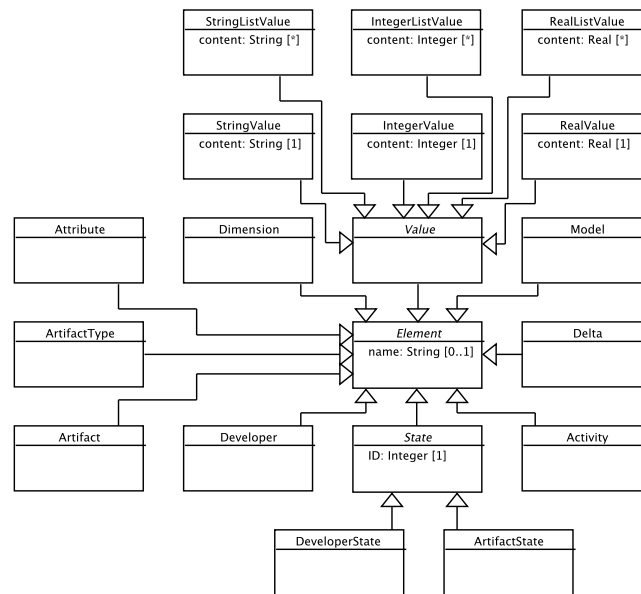 StringListValue
content: String [*]
IntegerListValue
content: Integer [*]
RealListValue
content: Real [*]
StringValue
content: String [1]
IntegerValue
content: Integer [1]
RealValue
content: Real [1]
Attribute
Dimension
Value
Model
ArtifactType
Element
name: String [0..1]
Delta
Artifact
Developer
State
ID: Integer [1]
Activity
DeveloperState
ArtifactState